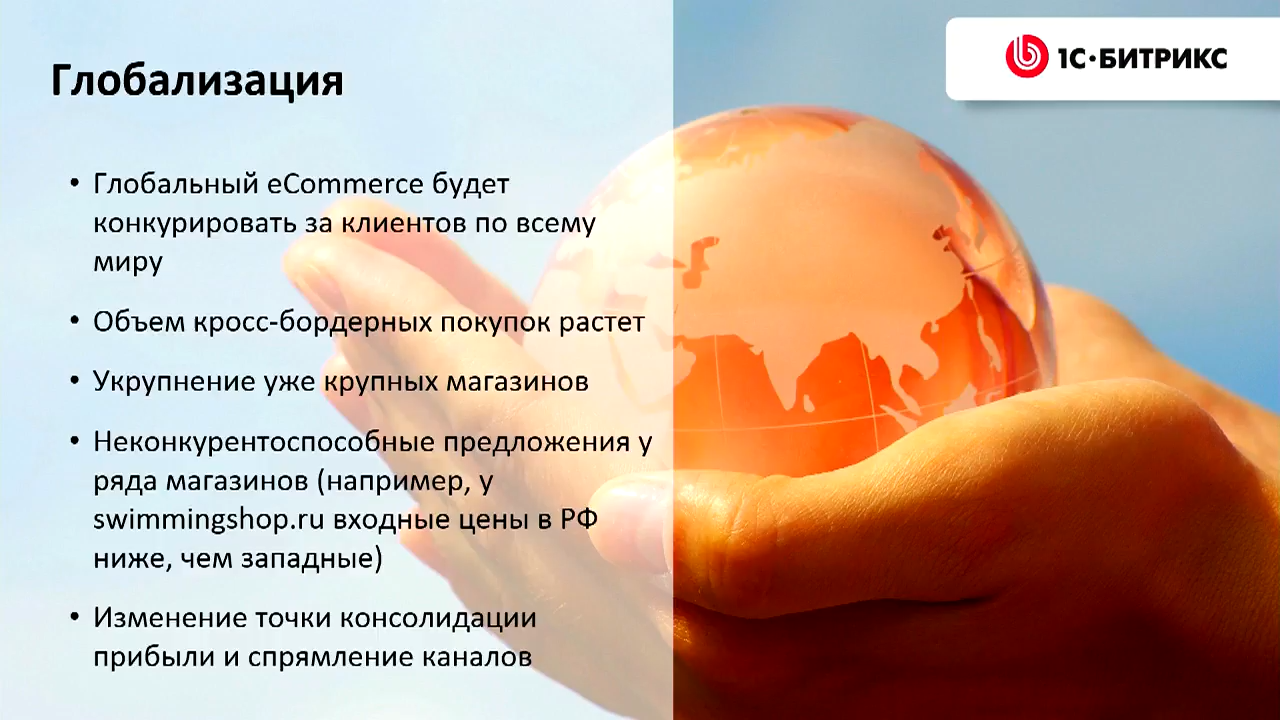 Глобализация
1С·БИТРИКС
• Глобальный eCommerce будет
конкурировать за клиентов по всему
миру
• Объем кросс-бордерных покупок растет
• Укрупнение уже крупных магазинов
• Неконкурентоспособные предложения у
ряда магазинов (например, у
swimmingshop.ru входные цены в РФ
ниже, чем западные)
• Изменение точки консолидации
прибыли и спрямление каналов